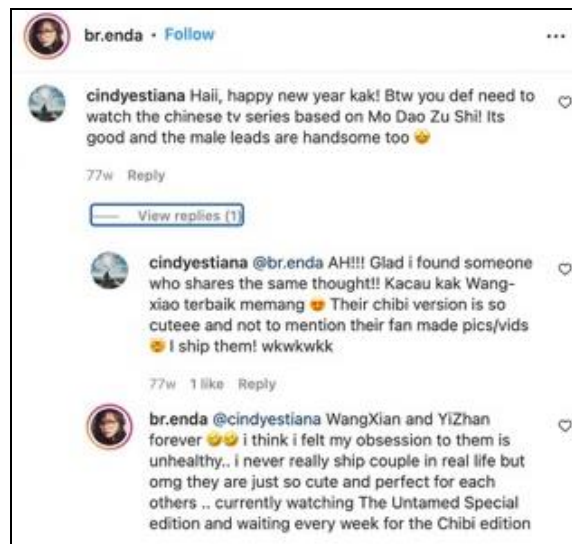 br.enda • Follow
cindyestiana Haii, happy new year kak! Btw you def need to
watch the chinese tv series based on Mo Dao Zu Shi! Its
good and the male leads are handsome too 🤩
77w Reply
View replies (1)
cindyestiana @br.enda AH!!! Glad i found someone
who shares the same thought!! Kacau kak Wang-
xiao terbaik memang 😍 Their chibi version is so
cuteee and not to mention their fan made pics/vids
🥰 I ship them! wkwkwkk
77w 1 like Reply
br.enda @cindyestiana WangXian and YiZhan
forever 🤣🤣 i think i felt my obsession to them is
unhealthy.. i never really ship couple in real life but
omg they are just so cute and perfect for each
others .. currently watching The Untamed Special
edition and waiting every week for the Chibi edition